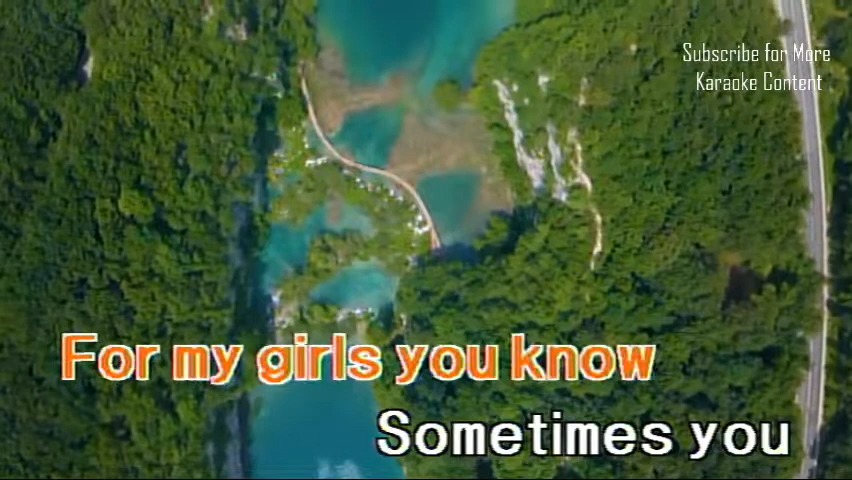 Subscribe for More
Karaoke Content
For my girls you know
Sometimes you